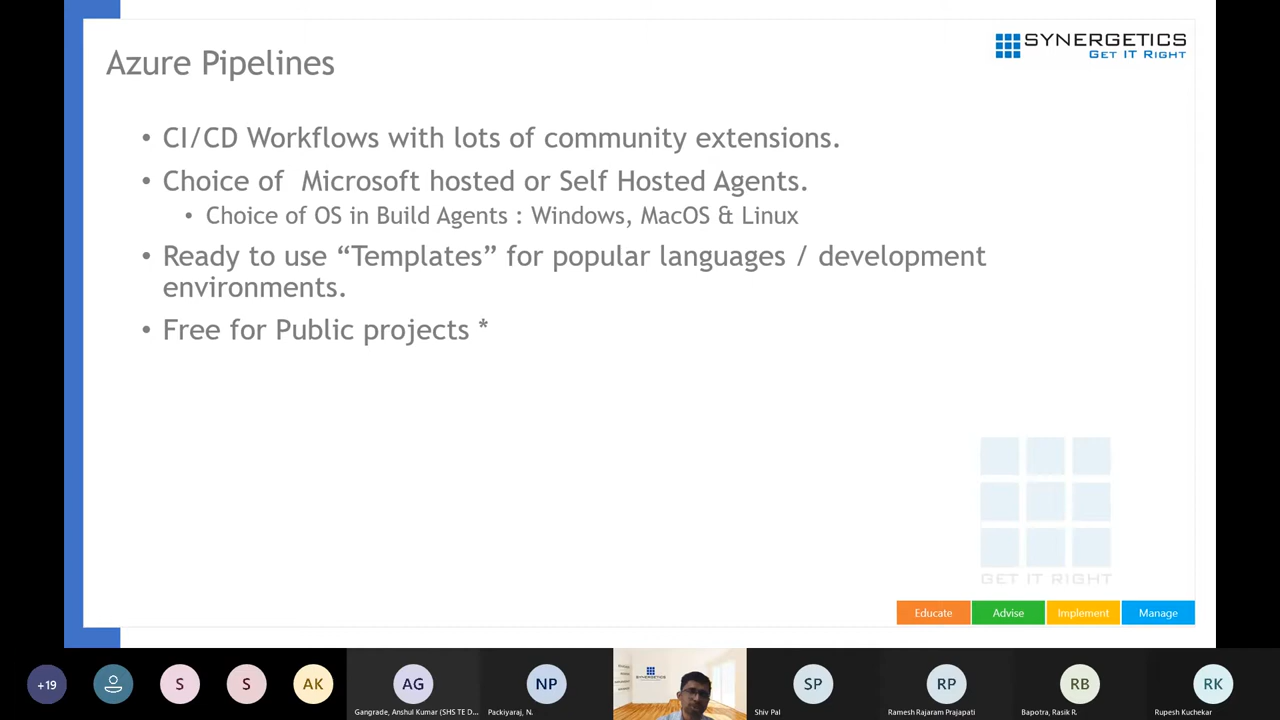 SYNERGETICS
GET IT RIGHT
Azure Pipelines
• CI/CD Workflows with lots of community extensions.
• Choice of Microsoft hosted or Self Hosted Agents.
• Choice of OS in Build Agents : Windows, MacOS & Linux
• Ready to use “Templates” for popular languages / development
environments.
• Free for Public projects *
GET IT RIGHT
Educate Advise Implement Manage
+19 S S AK AG NP SP RP RB RK
SYNERGETICS
Gangrade, Anshul Kumar (SHS TE D... Packiyaraj, N. Shiv Pal Ramesh Rajaram Prajapati Bapotra, Rasik R. Rupesh Kuchekar